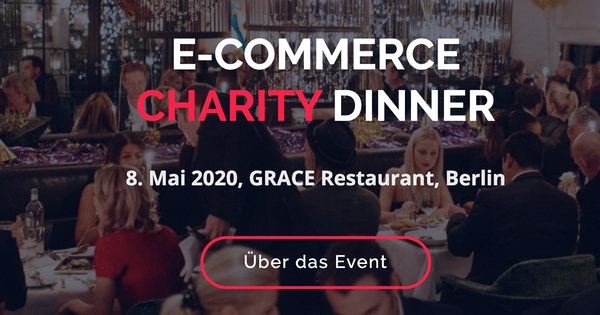 E-COMMERCE
CHARITY DINNER
8. Mai 2020, GRACE Restaurant, Berlin
Über das Event